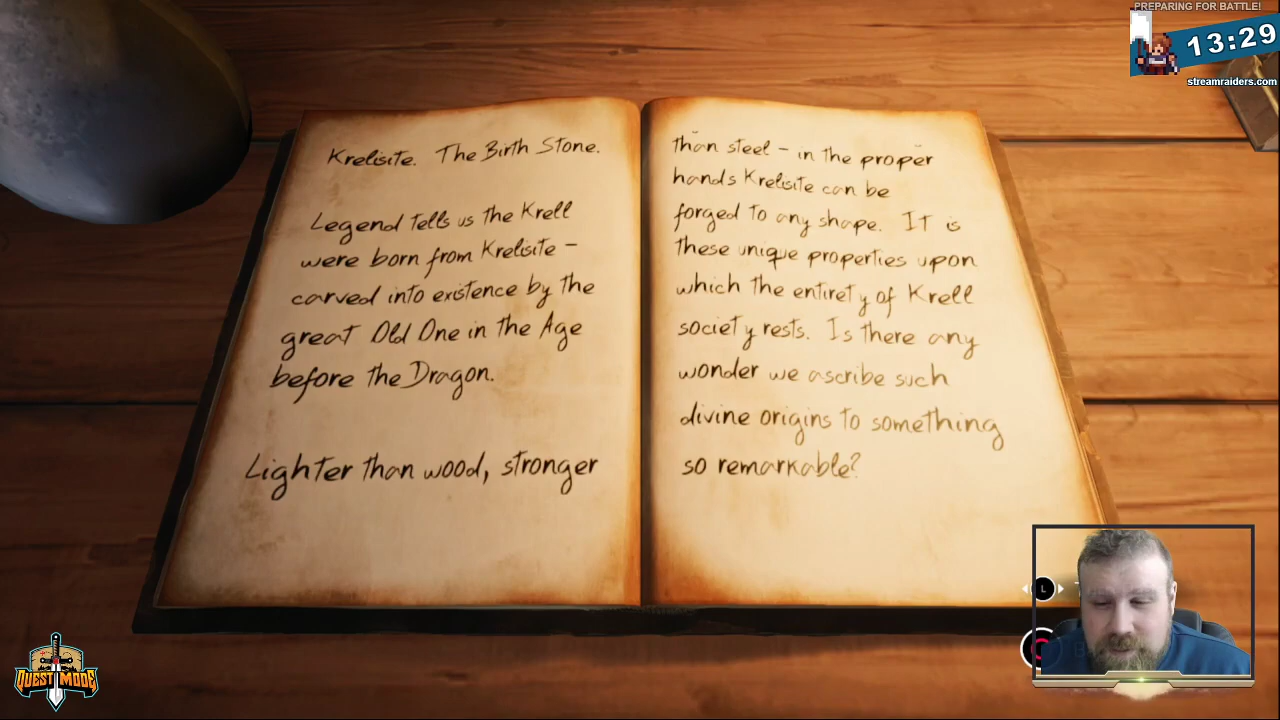 PREPARING FOR BATTLE!
13:29
streamraiders.com
Krelisite. The Birth Stone.
Legend tells us the Krell
were born from Krelisite –
carved into existence by the
great Old One in the Age
before the Dragon.
Lighter than wood, stronger
than steel – in the proper
hands Krelisite can be
forged to any shape. It is
these unique properties upon
which the entirety of Krell
society rests. Is there any
wonder we ascribe such
divine origins to something
so remarkable?
L
QUEST MODE